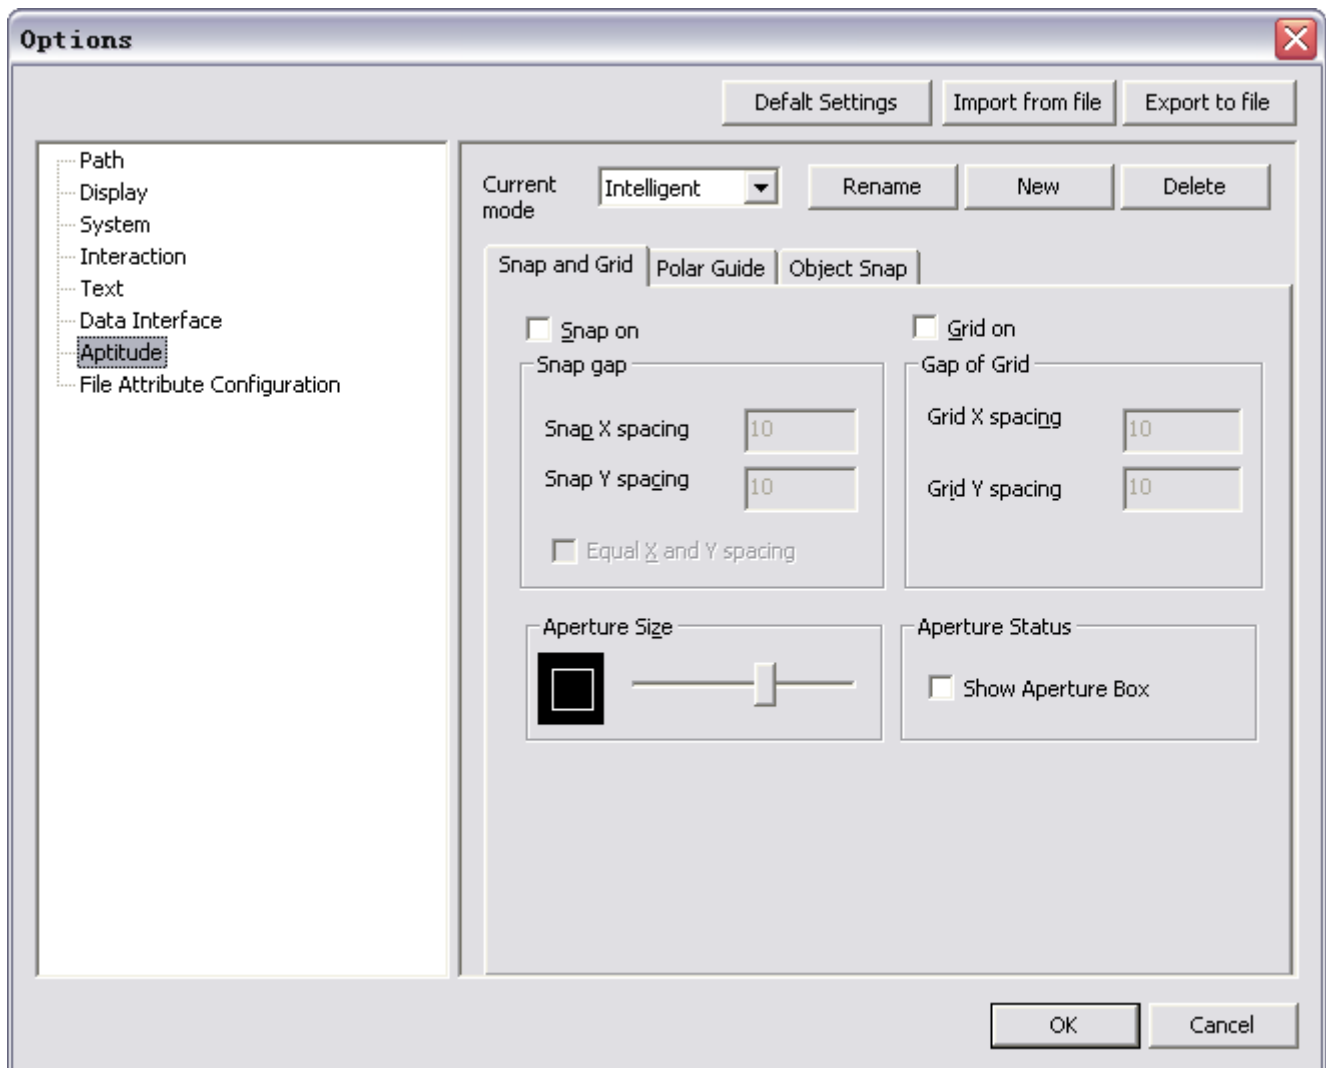 Options
Defalt Settings
Import from file
Export to file
Path
Display
System
Interaction
Text
Data Interface
Aptitude
File Attribute Configuration
Current
mode
Intelligent
Rename
New
Delete
Snap and Grid
Polar Guide
Object Snap
Snap on
Grid on
Snap gap
Snap X spacing
10
Snap Y spacing
10
Equal X and Y spacing
Gap of Grid
Grid X spacing
10
Grid Y spacing
10
Aperture Size
Aperture Status
Show Aperture Box
OK
Cancel